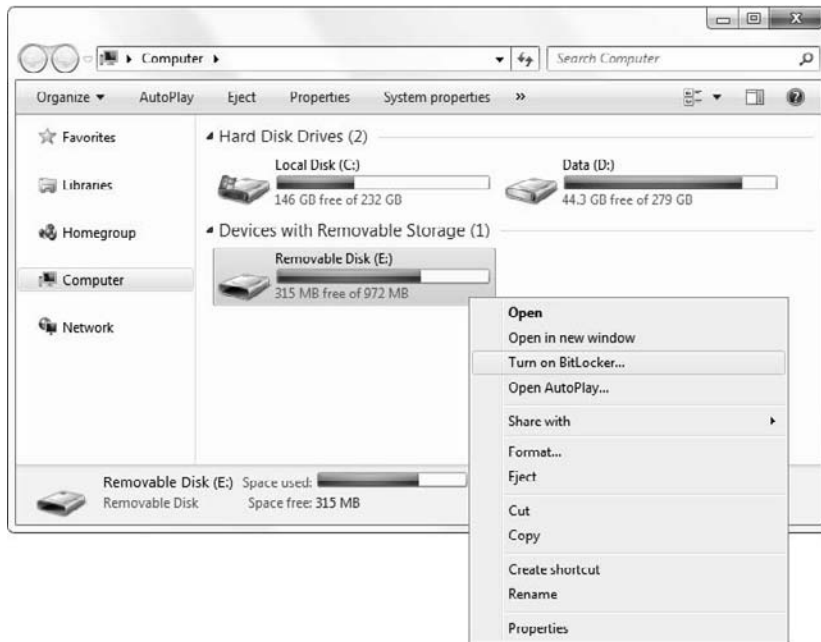 Computer
Search Computer
Organize AutoPlay Eject Properties System properties »
Favorites
Libraries
Homegroup
Computer
Network
Hard Disk Drives (2)
Local Disk (C:)
146 GB free of 232 GB
Data (D:)
44.3 GB free of 279 GB
Devices with Removable Storage (1)
Removable Disk (E:)
315 MB free of 972 MB
Open
Open in new window
Turn on BitLocker...
Open AutoPlay...
Share with
Format...
Eject
Cut
Copy
Create shortcut
Rename
Properties
Removable Disk (E:) Space used:
Removable Disk Space free: 315 MB